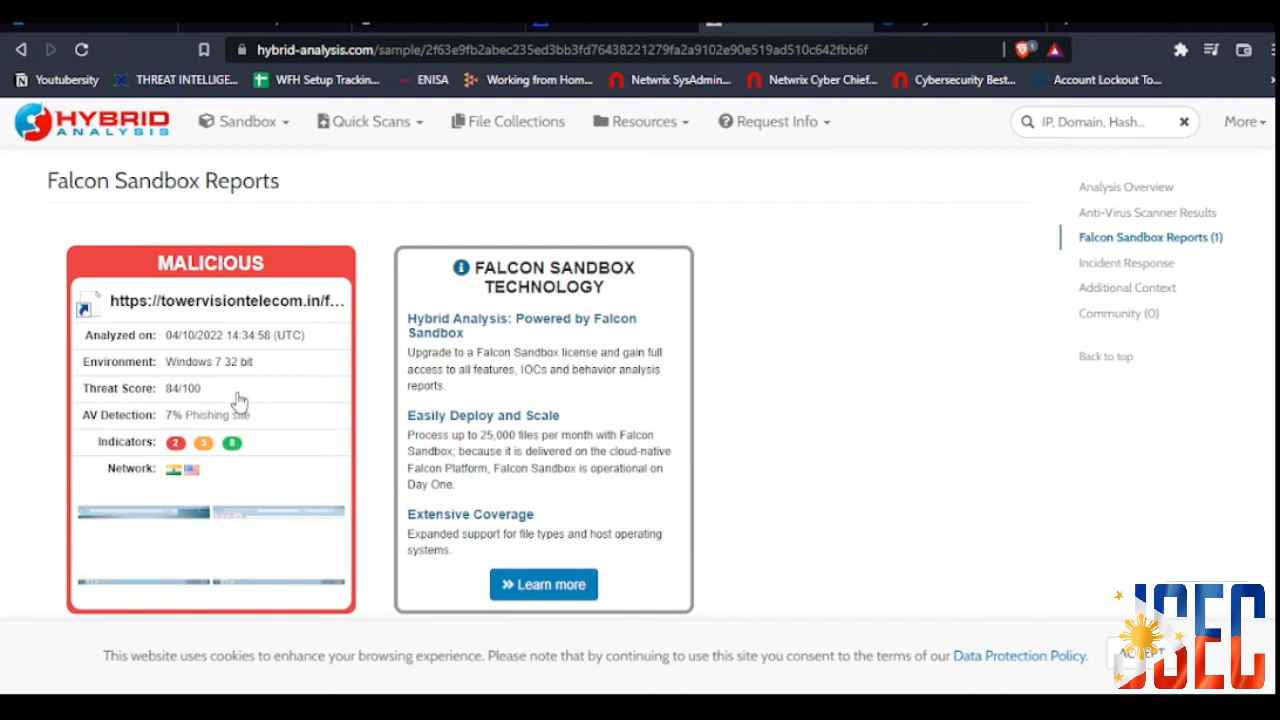 hybrid-analysis.com/sample/2f63e9fb2abec235ed3bb3fd76438221279fa2a9102e90e519ad510c642fbb6f
1
Youtubersity
THREAT INTELLIGE...
WFH Setup Trackin...
ENISA
Working from Hom...
Netwrix SysAdmin...
Netwrix Cyber Chief...
Cybersecurity Best...
Account Lockout To...
HYBRID
ANALYSIS
Sandbox
Quick Scans
File Collections
Resources
Request Info
IP, Domain, Hash...
More
Falcon Sandbox Reports
MALICIOUS
https://towervisiontelecom.in/f...
Analyzed on: 04/10/2022 14:34:58 (UTC)
Environment: Windows 7 32 bit
Threat Score: 84/100
AV Detection: 7% Phishing site
Indicators: 2 5 8
Network:
FALCON SANDBOX
TECHNOLOGY
Hybrid Analysis: Powered by Falcon
Sandbox
Upgrade to a Falcon Sandbox license and gain full
access to all features, IOCs and behavior analysis
reports.
Easily Deploy and Scale
Process up to 25,000 files per month with Falcon
Sandbox; because it is delivered on the cloud-native
Falcon Platform, Falcon Sandbox is operational on
Day One.
Extensive Coverage
Expanded support for file types and host operating
systems.
Learn more
Analysis Overview
Anti-Virus Scanner Results
Falcon Sandbox Reports (1)
Incident Response
Additional Context
Community (0)
Back to top
This website uses cookies to enhance your browsing experience. Please note that by continuing to use this site you consent to the terms of our Data Protection Policy.
ACCEPT
JSEC